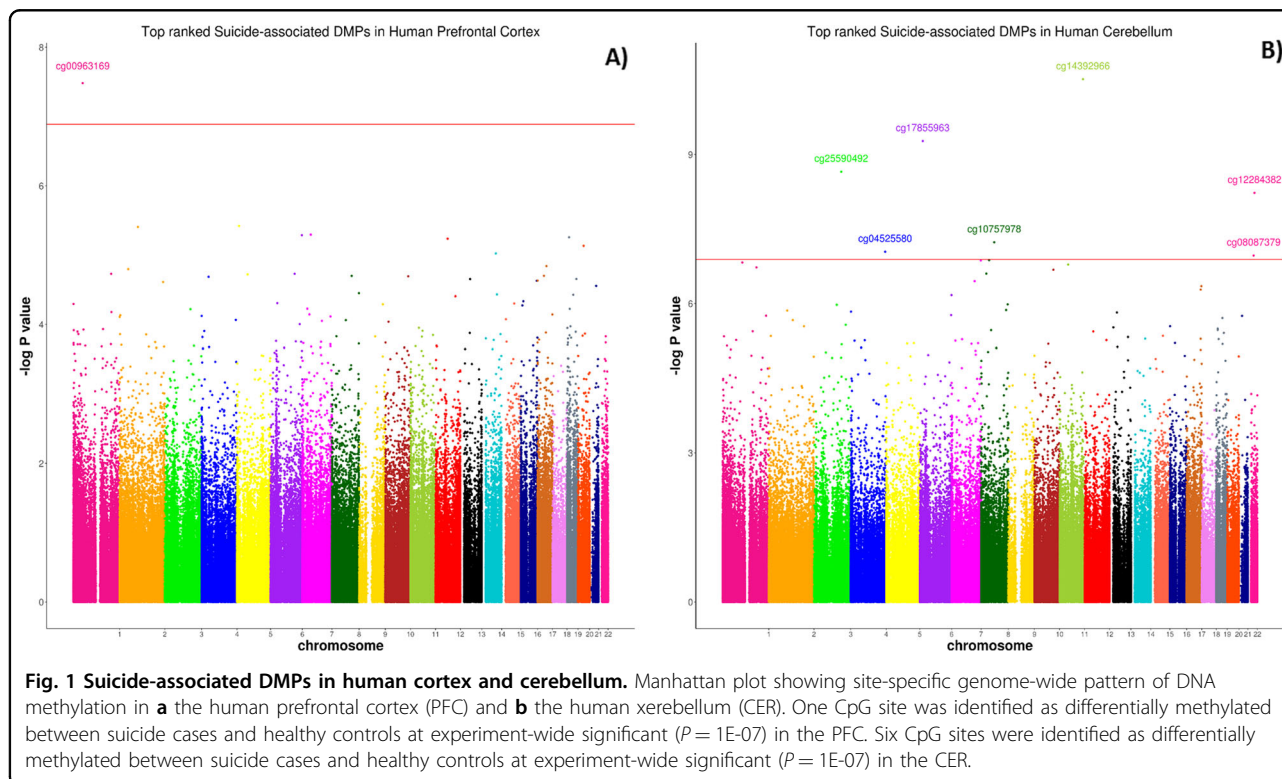 Top ranked Suicide-associated DMPs in Human Prefrontal Cortex
A)
8
6
4
2
0
-log P value
cg00963169
1 2 3 4 5 6 7 8 9 10 11 12 13 14 15 16 17 18 19 20 21 22
chromosome
Top ranked Suicide-associated DMPs in Human Cerebellum
B)
9
6
3
0
-log P value
cg14392966
cg17855963
cg25590492
cg12284382
cg10757978
cg04525580
cg08087379
1 2 3 4 5 6 7 8 9 10 11 12 13 14 15 16 17 18 19 20 21 22
chromosome
Fig. 1 Suicide-associated DMPs in human cortex and cerebellum. Manhattan plot showing site-specific genome-wide pattern of DNA
methylation in a the human prefrontal cortex (PFC) and b the human xerebellum (CER). One CpG site was identified as differentially methylated
between suicide cases and healthy controls at experiment-wide significant (P = 1E-07) in the PFC. Six CpG sites were identified as differentially
methylated between suicide cases and healthy controls at experiment-wide significant (P = 1E-07) in the CER.